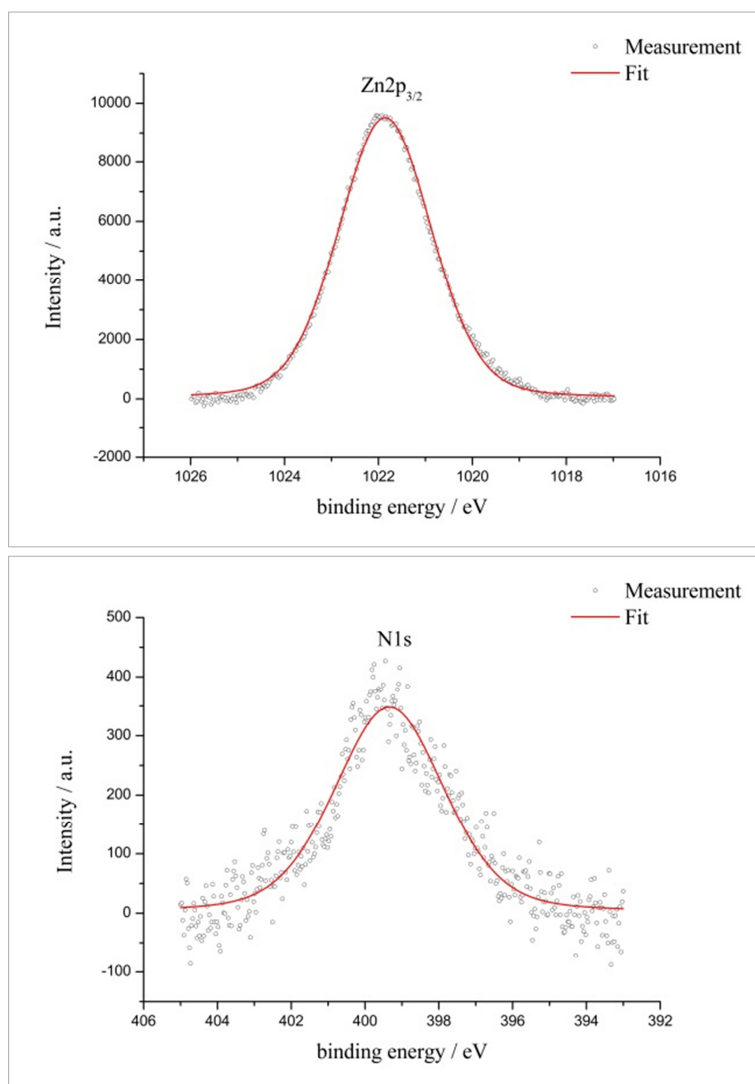 Measurement
Fit
Zn2p3/2
10000
8000
6000
4000
2000
0
-2000
Intensity / a.u.
1026 1024 1022 1020 1018 1016
binding energy / eV
Measurement
Fit
N1s
500
400
300
200
100
0
-100
Intensity / a.u.
406 404 402 400 398 396 394 392
binding energy / eV